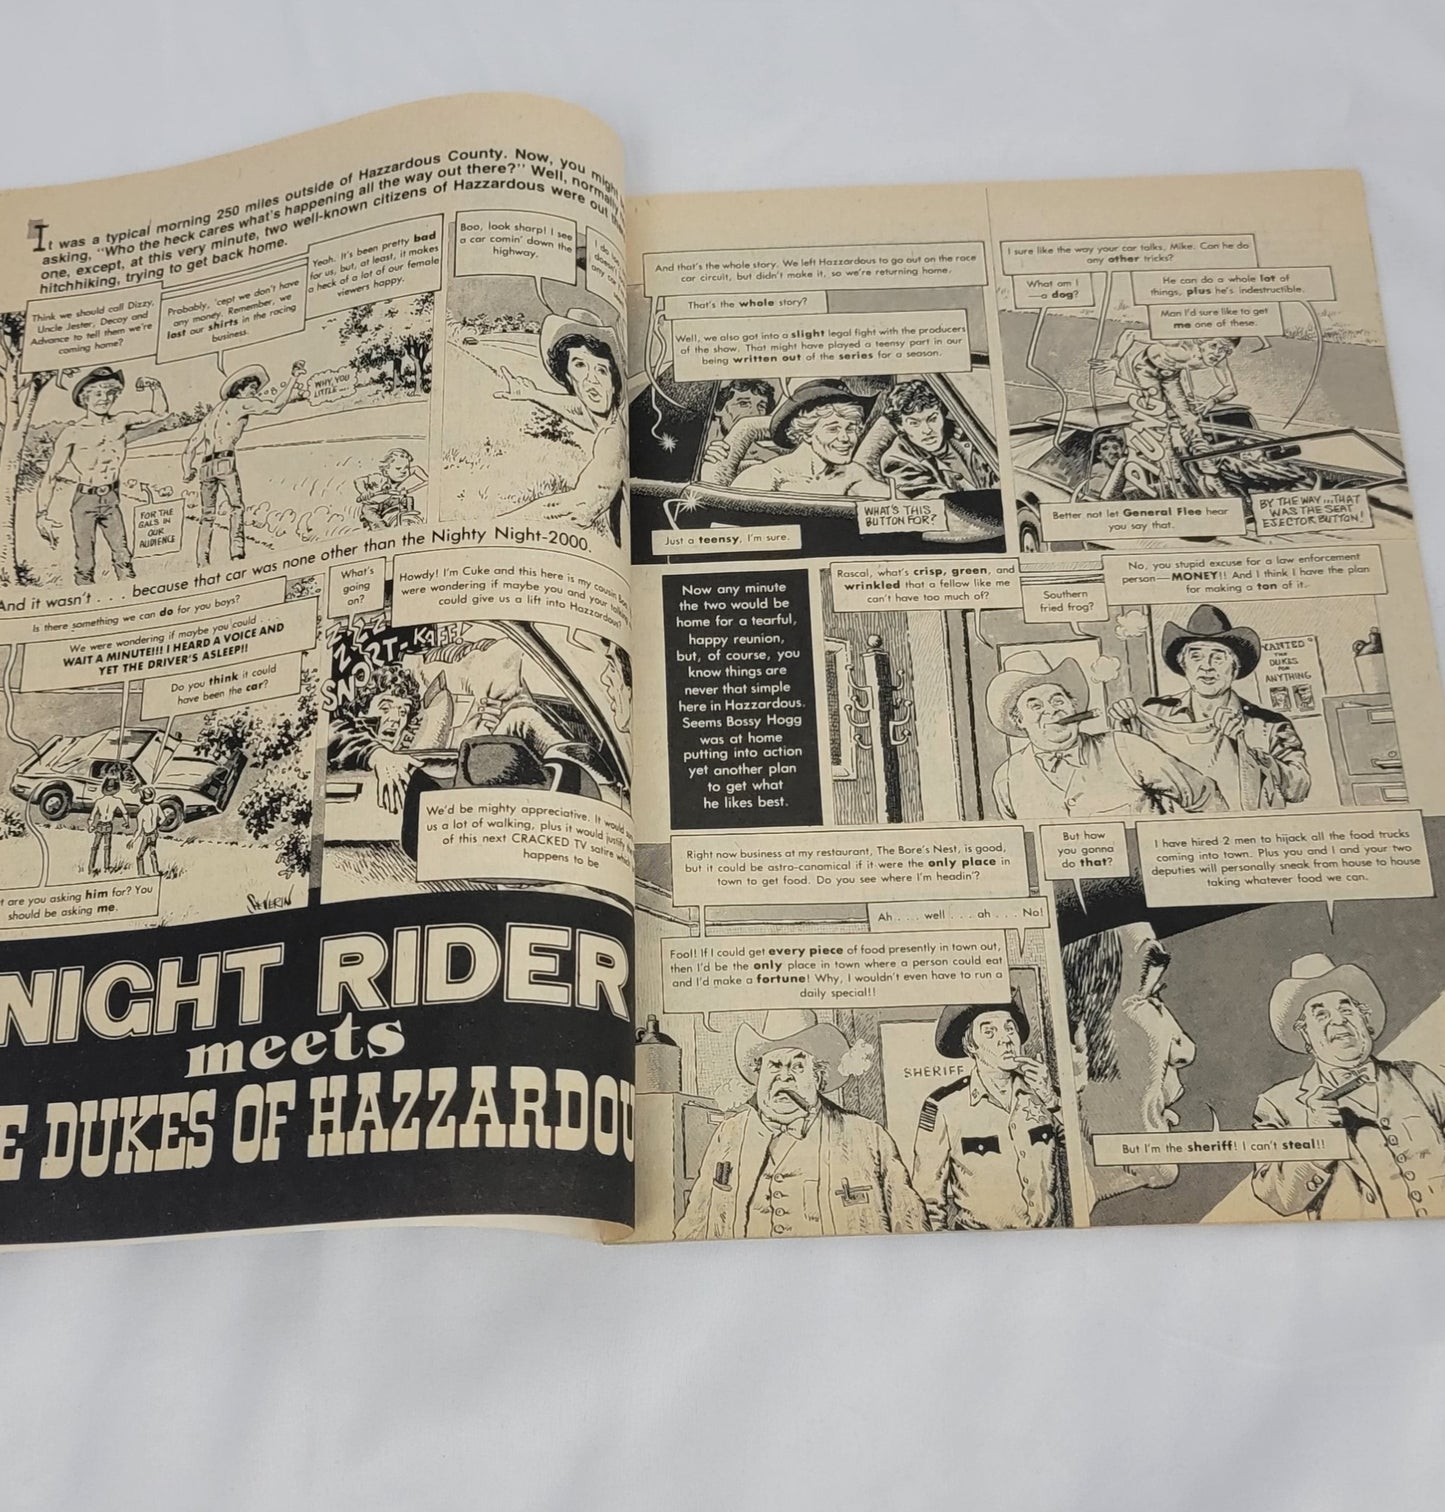 It was a typical morning 250 miles outside of Hazzardous County. Now, you might
asking, "Who the heck cares what's happening all the way out there?" Well, normally
one, except, at this very minute, two well-known citizens of Hazzardous were out
hitchhiking, trying to get back home.
Think we should call Dizzy,
Uncle Jester, Decoy and
Advance to tell them we're
coming home?
Probably, 'cept we don't have
any money. Remember, we
lost our shirts in the racing
business.
Yeah. It's been pretty bad
for us, but, at least, it makes
a heck of a lot of our female
viewers happy.
WHY, YOU
LITTLE...
FOR THE
GALS IN
OUR
AUDIENCE
Boo, look sharp! I see
a car comin' down the
highway.
And it wasn't . . . because that car was none other than the Nighty Night-2000.
Is there something we can do for you boys?
We were wondering if maybe you could . . .
WAIT A MINUTE!!! I HEARD A VOICE AND
YET THE DRIVER'S ASLEEP!!
Do you think it could
have been the car?
are you asking him for? You
should be asking me.
SEVERIN
What's
going
on?
Howdy! I'm Cuke and this here is my cousin
were wondering if maybe you and your
could give us a lift into Hazzardous?
ZZZZ
SNORT-KAFF!
We'd be mighty appreciative. It would
us a lot of walking, plus it would justify
of this next CRACKED TV satire
happens to be
NIGHT RIDER
meets
DUKES OF HAZZARDOU
And that's the whole story. We left Hazzardous to go out on the race
car circuit, but didn't make it, so we're returning home.
That's the whole story?
Well, we also got into a slight legal fight with the producers
of the show. That might have played a teensy part in our
being written out of the series for a season.
WHAT'S THIS
BUTTON FOR?
Just a teensy, I'm sure.
I sure like the way your car talks, Mike. Can he do
any other tricks?
What am I
—a dog?
He can do a whole lot of
things, plus he's indestructible.
Man I'd sure like to get
me one of these.
PLUNG
Better not let General Flee hear
you say that.
BY THE WAY...THAT
WAS THE SEAT
EJECTOR BUTTON!
Now any minute
the two would be
home for a tearful,
happy reunion,
but, of course, you
know things are
never that simple
here in Hazzardous.
Seems Bossy Hogg
was at home
putting into action
yet another plan
to get what
he likes best.
Rascal, what's crisp, green, and
wrinkled that a fellow like me
can't have too much of?
Southern
fried frog?
No, you stupid excuse for a law enforcement
person—MONEY!! And I think I have the plan
for making a ton of it.
WANTED
THE
DUKES
FOR
ANYTHING
Right now business at my restaurant, The Bore's Nest, is good,
but it could be astro-canomical if it were the only place in
town to get food. Do you see where I'm headin'?
Ah . . . well . . . ah . . . No!
Fool! If I could get every piece of food presently in town out,
then I'd be the only place in town where a person could eat
and I'd make a fortune! Why, I wouldn't even have to run a
daily special!!
SHERIFF
But how
you gonna
do that?
I have hired 2 men to hijack all the food trucks
coming into town. Plus you and I and your two
deputies will personally sneak from house to house
taking whatever food we can.
But I'm the sheriff! I can't steal!!